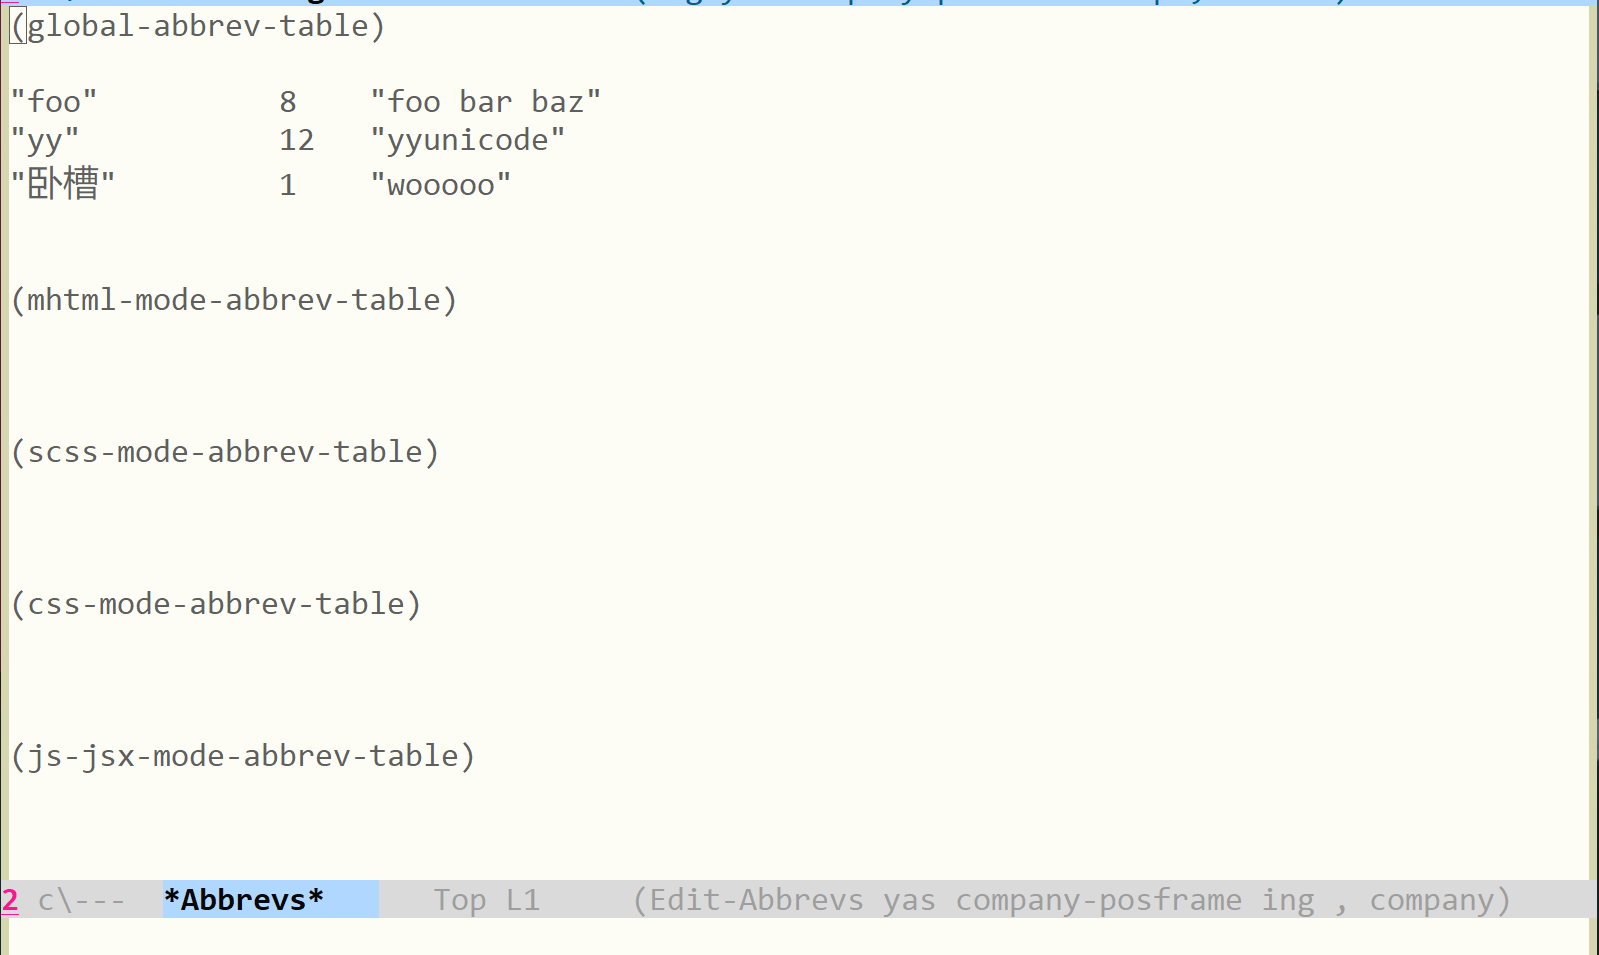 (global-abbrev-table)
"foo" 8 "foo bar baz"
"yy" 12 "yyunicode"
"卧槽" 1 "wooooo"
(mhtml-mode-abbrev-table)
(scss-mode-abbrev-table)
(css-mode-abbrev-table)
(js-jsx-mode-abbrev-table)
2 c\--- *Abbrevs* Top L1 (Edit-Abbrevs yas company-posframe ing , company)